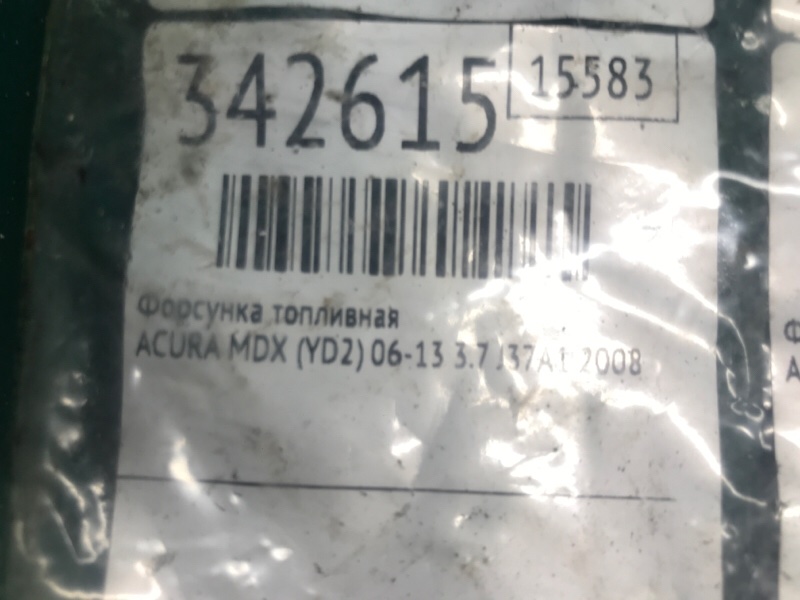 342615 15583
Форсунка топливная
ACURA MDX (YD2) 06-13 3.7 J37A1 2008
Ф
A